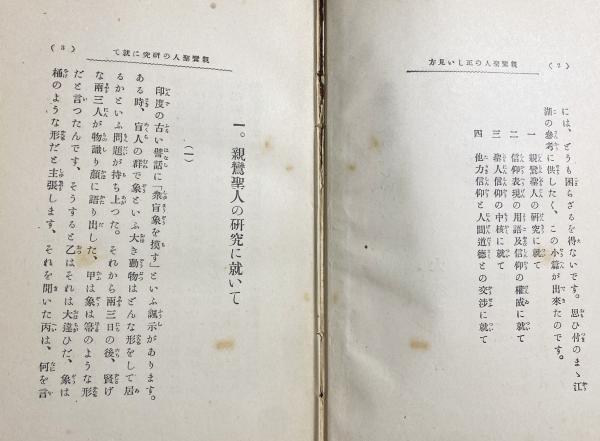 (2)
親鸞聖人の正しい見方
には、どうも困らざるを得ないです。思ひ付のまゝ江
湖の參考に供したく、この小篇が出來たのです。
一 親鸞聖人の研究に就て
二 信仰表現の用語及信仰の權威に就て
三 聖人信仰の中核に就て
四 他力信仰と人間道德との交渉に就て
親鸞聖人の研究に就て
(3)
一。親鸞聖人の研究に就いて
(一)
印度の古い譬話に「衆盲象を摸す」といふ諷示があります。
ある時、盲人の群で象といふ大き動物はどんな形をして居
るかといふ問題が持ち上つた。それから兩三日の後、賢げ
な兩三人が物識り顏に語り出した、甲は象は箒のような形
だと言つたんです、そうすると乙はそれは大違ひだ、象は
桶のような形だと主張します、それを聞いた丙は、何を言